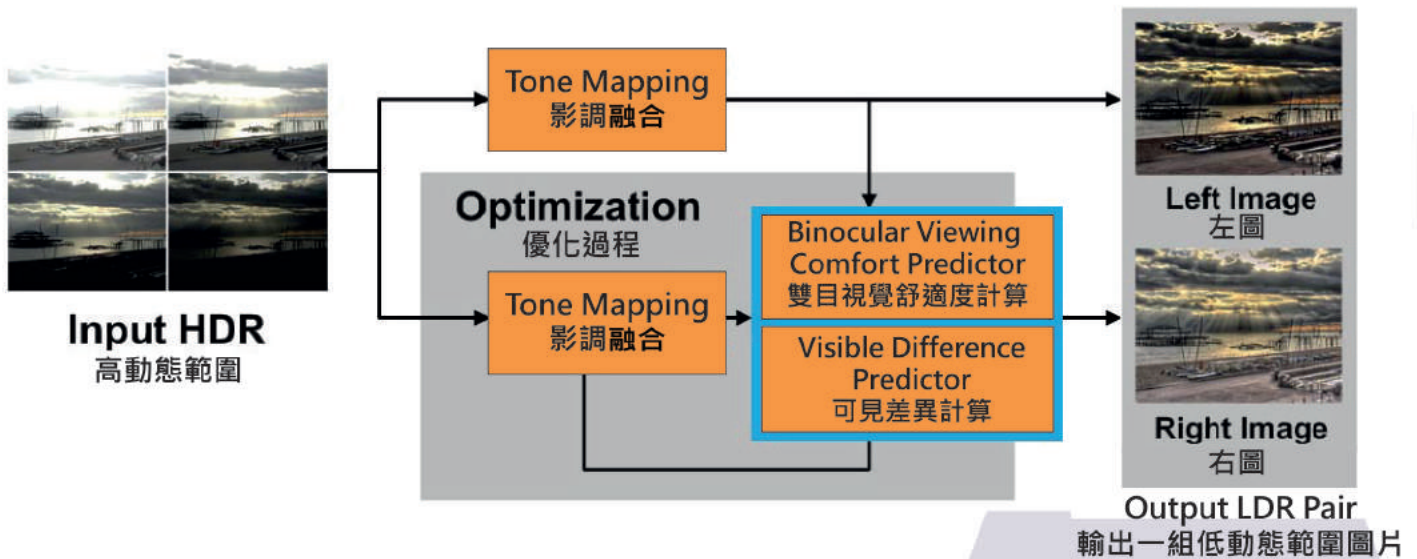 Input HDR
高動態範圍
Tone Mapping
影調融合
Optimization
優化過程
Tone Mapping
影調融合
Binocular Viewing
Comfort Predictor
雙目視覺舒適度計算
Visible Difference
Predictor
可見差異計算
Left Image
左圖
Right Image
右圖
Output LDR Pair
輸出一組低動態範圍圖片